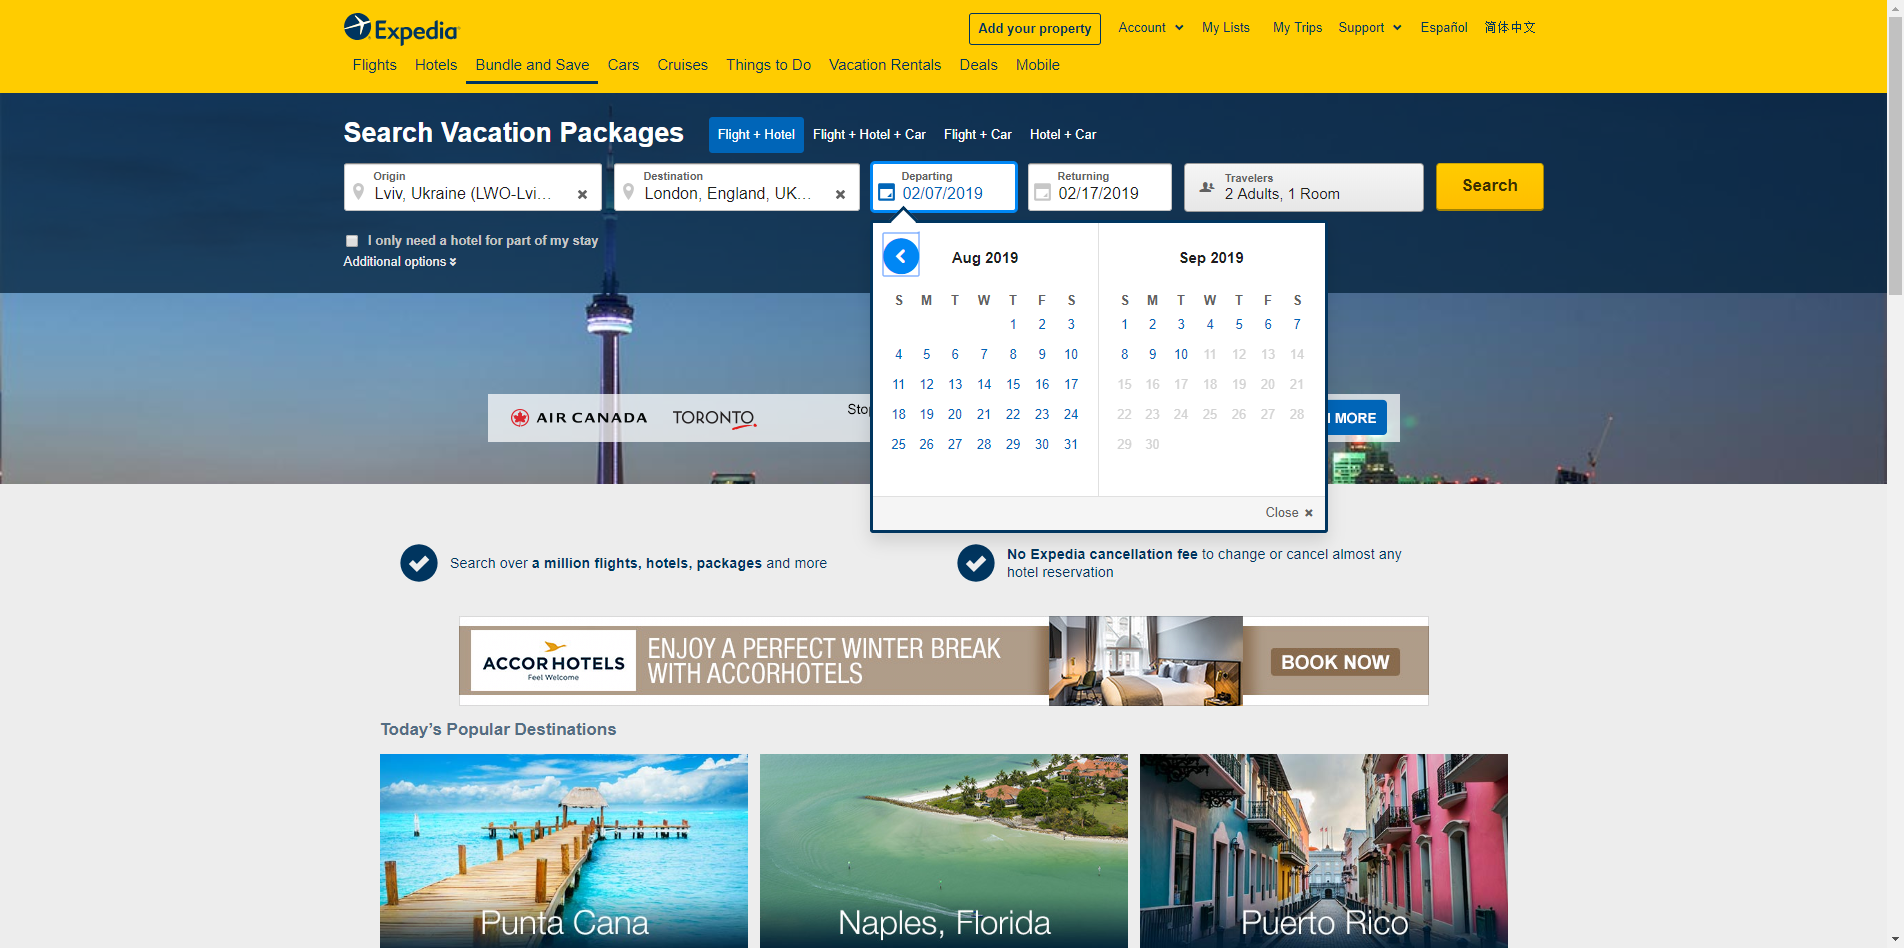 Expedia
Add your property
Account
My Lists
My Trips
Support
Español
简体中文
Flights
Hotels
Bundle and Save
Cars
Cruises
Things to Do
Vacation Rentals
Deals
Mobile
Search Vacation Packages
Flight + Hotel
Flight + Hotel + Car
Flight + Car
Hotel + Car
Origin
Lviv, Ukraine (LWO-Lvi...
Destination
London, England, UK...
Departing
02/07/2019
Returning
02/17/2019
Travelers
2 Adults, 1 Room
Search
I only need a hotel for part of my stay
Additional options
Aug 2019
S M T W T F S
1 2 3
4 5 6 7 8 9 10
11 12 13 14 15 16 17
18 19 20 21 22 23 24
25 26 27 28 29 30 31
Sep 2019
S M T W T F S
1 2 3 4 5 6 7
8 9 10 11 12 13 14
15 16 17 18 19 20 21
22 23 24 25 26 27 28
29 30
Close
AIR CANADA
TORONTO
MORE
Search over a million flights, hotels, packages and more
No Expedia cancellation fee to change or cancel almost any
hotel reservation
ACCORHOTELS
Feel Welcome
ENJOY A PERFECT WINTER BREAK
WITH ACCORHOTELS
BOOK NOW
Today’s Popular Destinations
Punta Cana
Naples, Florida
Puerto Rico